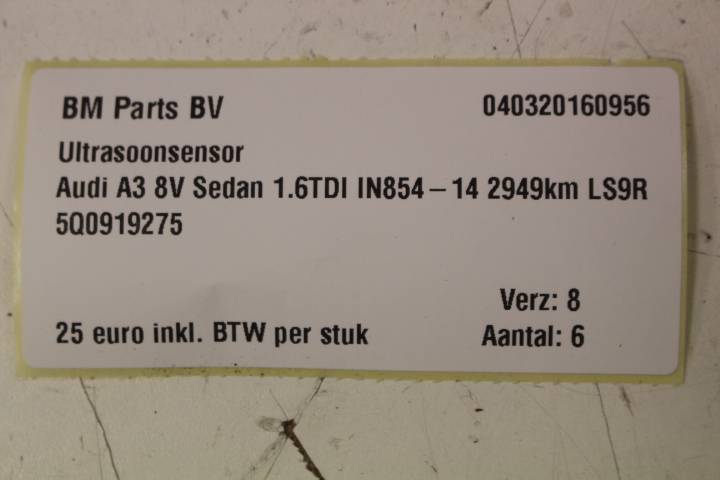 BM Parts BV 040320160956
Ultrasoonsensor
Audi A3 8V Sedan 1.6TDI IN854-14 2949km LS9R
5Q0919275
Verz: 8
25 euro inkl. BTW per stuk Aantal: 6